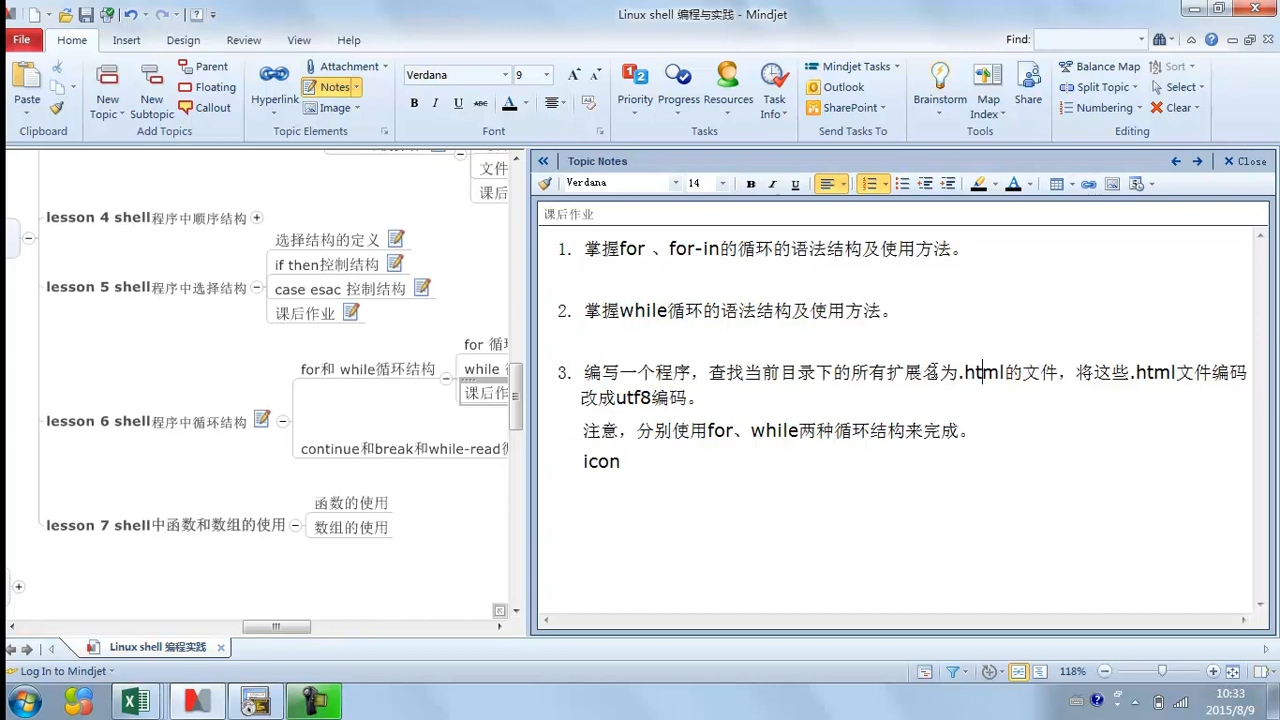 Linux shell 编程与实践 - Mindjet
File Home Insert Design Review View Help Find:
Paste
Clipboard
New Topic
New Subtopic
Parent
Floating
Callout
Add Topics
Hyperlink
Attachment
Notes
Image
Topic Elements
Verdana 9
B I U ABC A
Font
Priority
Progress
Resources
Task Info
Tasks
Mindjet Tasks
Outlook
SharePoint
Send Tasks To
Brainstorm
Map Index
Share
Tools
Balance Map
Split Topic
Numbering
Sort
Select
Clear
Editing
文件
课后
lesson 4 shell程序中顺序结构
选择结构的定义
if then控制结构
lesson 5 shell程序中选择结构
case esac 控制结构
课后作业
for 循
for和 while循环结构
while
课后作
lesson 6 shell程序中循环结构
continue和break和while-read
函数的使用
lesson 7 shell中函数和数组的使用
数组的使用
Topic Notes
Close
Verdana 14
B I U A
课后作业
1. 掌握for 、for-in的循环的语法结构及使用方法。
2. 掌握while循环的语法结构及使用方法。
3. 编写一个程序，查找当前目录下的所有扩展名为.html的文件，将这些.html文件编码
改成utf8编码。
注意，分别使用for、while两种循环结构来完成。
icon
Linux shell 编程实践
Log In to Mindjet
118%
10:33
2015/8/9